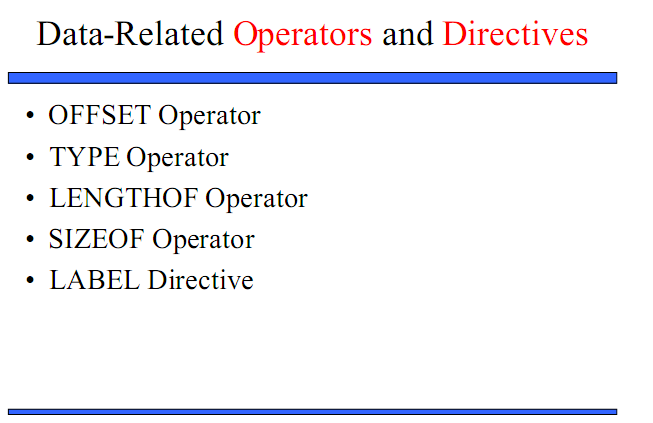 Data-Related Operators and Directives
• OFFSET Operator
• TYPE Operator
• LENGTHOF Operator
• SIZEOF Operator
• LABEL Directive